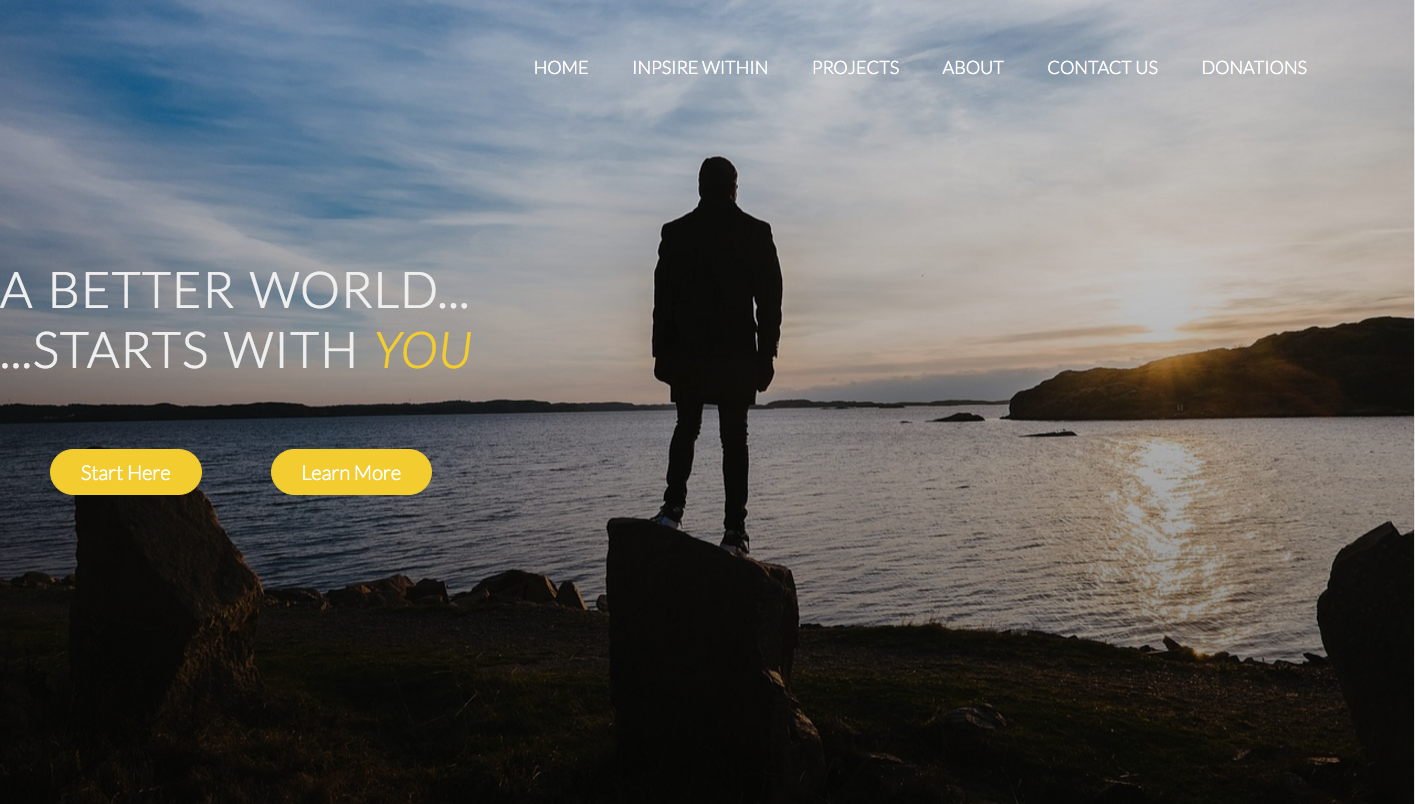 HOME INPSIRE WITHIN PROJECTS ABOUT CONTACT US DONATIONS
A BETTER WORLD...
...STARTS WITH YOU
Start Here Learn More